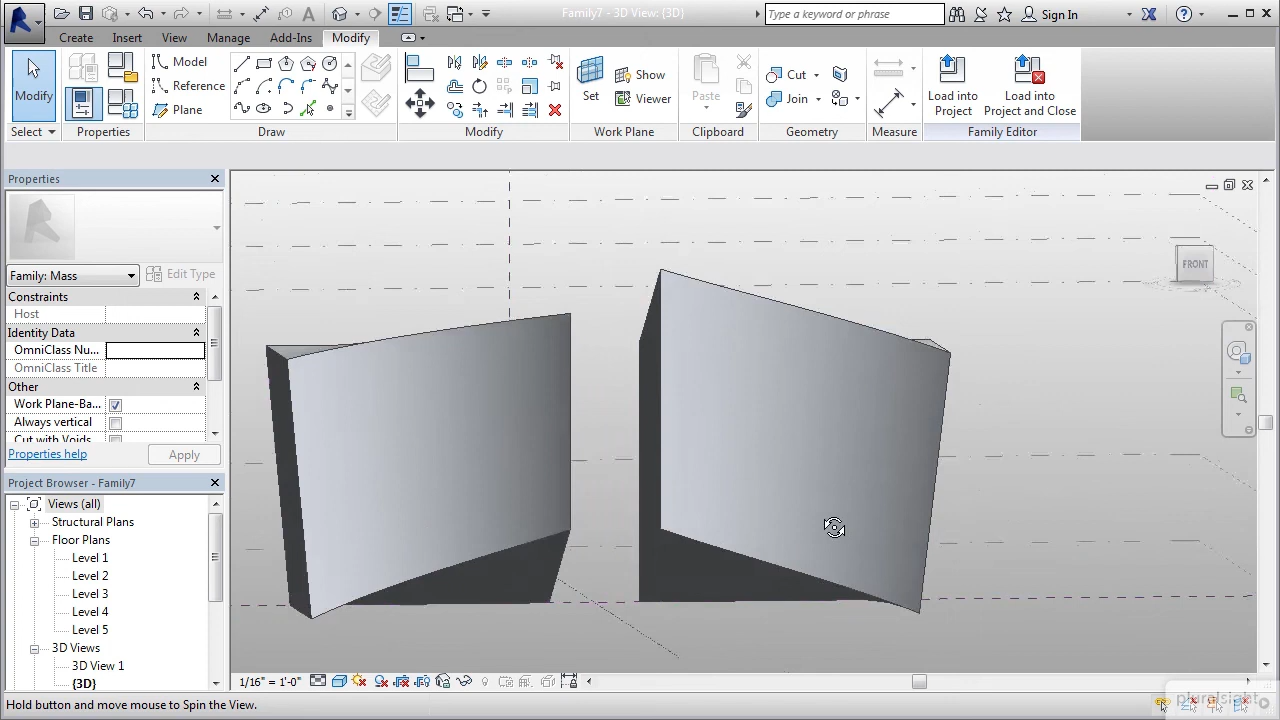 Family7 - 3D View: {3D}
Type a keyword or phrase
Sign In
Create Insert View Manage Add-Ins Modify
Modify
Model
Reference
Plane
Set
Show
Viewer
Paste
Cut
Join
Load into
Project
Load into
Project and Close
Select
Properties
Draw
Modify
Work Plane
Clipboard
Geometry
Measure
Family Editor
Properties
Family: Mass
Edit Type
Constraints
Host
Identity Data
OmniClass Nu...
OmniClass Title
Other
Work Plane-Ba...
Always vertical
Cut with Voids
Properties help
Apply
FRONT
Project Browser - Family7
Views (all)
Structural Plans
Floor Plans
Level 1
Level 2
Level 3
Level 4
Level 5
3D Views
3D View 1
{3D}
1/16" = 1'-0"
Hold button and move mouse to Spin the View.
pluralsight